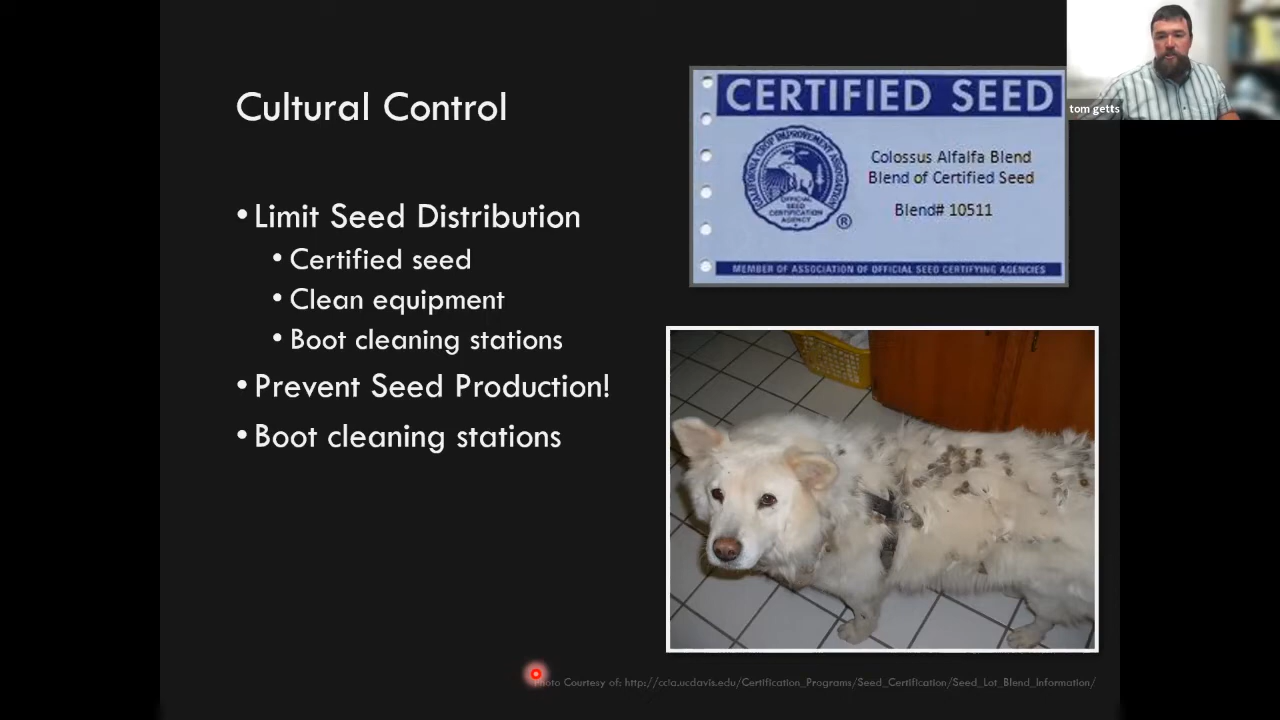 Cultural Control
• Limit Seed Distribution
• Certified seed
• Clean equipment
• Boot cleaning stations
• Prevent Seed Production!
• Boot cleaning stations
CERTIFIED SEED
CALIFORNIA CROP IMPROVEMENT ASSOCIATION
OFFICIAL
SEED
CERTIFICATION
AGENCY
®
Colossus Alfalfa Blend
Blend of Certified Seed
Blend# 10511
MEMBER OF ASSOCIATION OF OFFICIAL SEED CERTIFYING AGENCIES
tom getts
Photo Courtesy of: http://ccia.ucdavis.edu/Certification_Programs/Seed_Certification/Seed_Lot_Blend_Information/